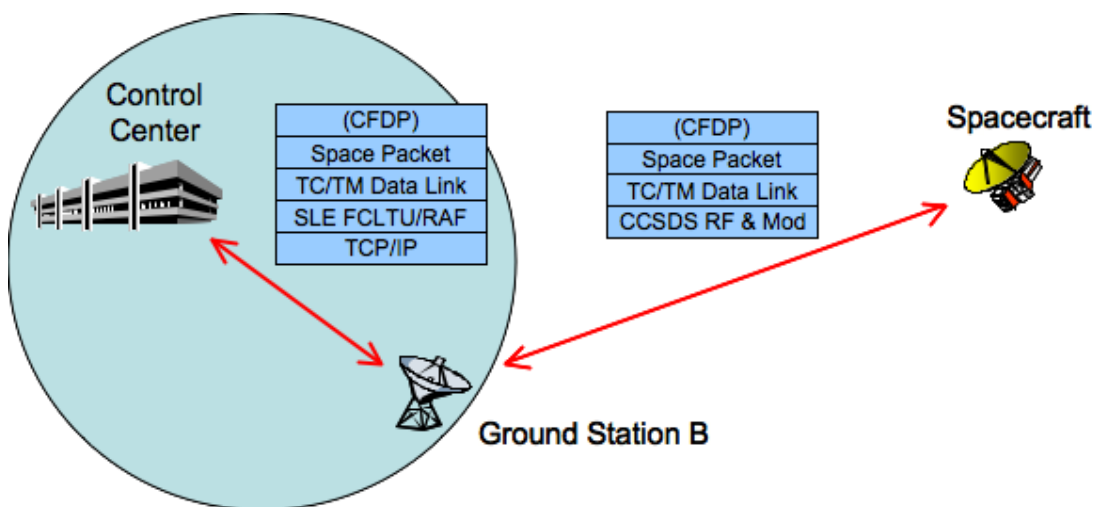 Control
Center
(CFDP)
Space Packet
TC/TM Data Link
SLE FCLTU/RAF
TCP/IP
(CFDP)
Space Packet
TC/TM Data Link
CCSDS RF & Mod
Spacecraft
Ground Station B